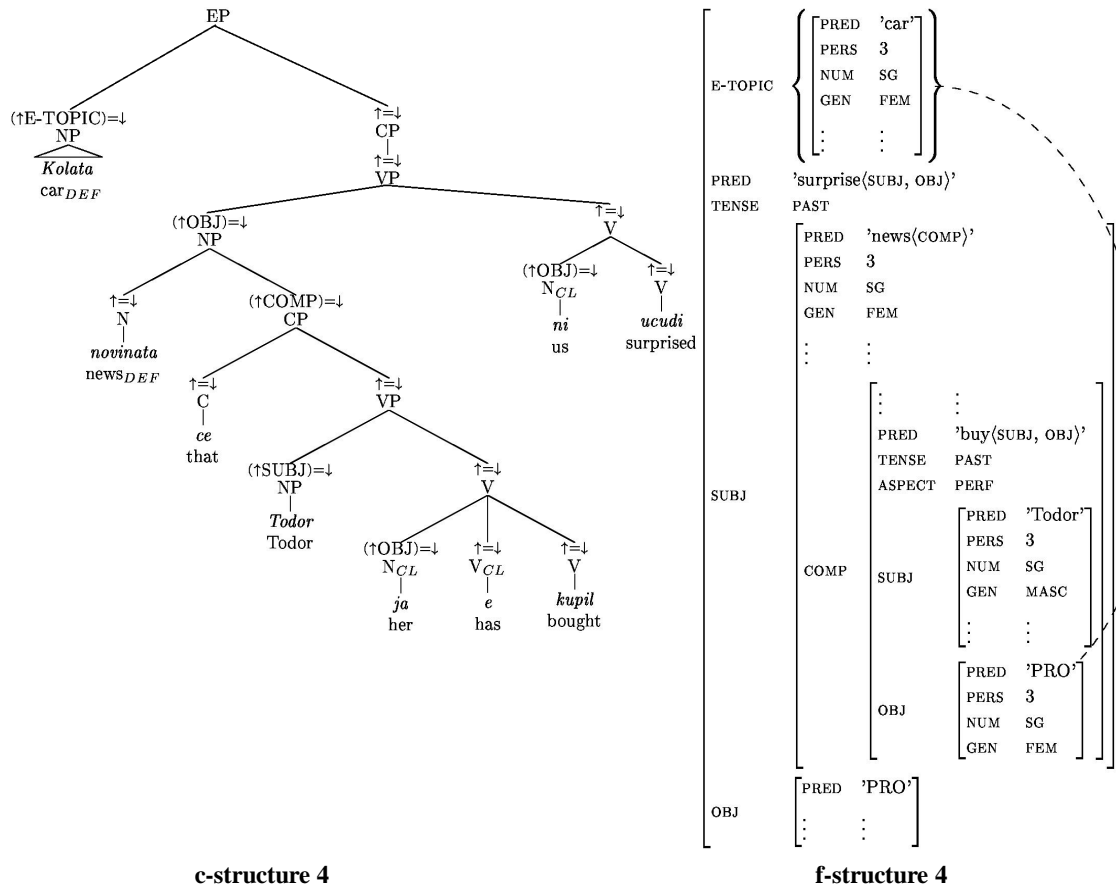 EP
(↑E-TOPIC)=↓
NP
Kolata
car_DEF
↑=↓
CP
↑=↓
VP
(↑OBJ)=↓
NP
↑=↓
V
↑=↓
N
novinata
news_DEF
(↑COMP)=↓
CP
(↑OBJ)=↓
N_CL
ni
us
↑=↓
V
ucudi
surprised
↑=↓
C
ce
that
↑=↓
VP
(↑SUBJ)=↓
NP
Todor
Todor
↑=↓
V
(↑OBJ)=↓
N_CL
ja
her
↑=↓
V_CL
e
has
↑=↓
V
kupil
bought
c-structure 4
E-TOPIC
PRED 'car'
PERS 3
NUM SG
GEN FEM
⋮ ⋮
PRED 'surprise⟨SUBJ, OBJ⟩'
TENSE PAST
SUBJ
PRED 'news⟨COMP⟩'
PERS 3
NUM SG
GEN FEM
⋮ ⋮
COMP
⋮ ⋮
PRED 'buy⟨SUBJ, OBJ⟩'
TENSE PAST
ASPECT PERF
SUBJ
PRED 'Todor'
PERS 3
NUM SG
GEN MASC
⋮ ⋮
OBJ
PRED 'PRO'
PERS 3
NUM SG
GEN FEM
OBJ
PRED 'PRO'
⋮ ⋮
f-structure 4